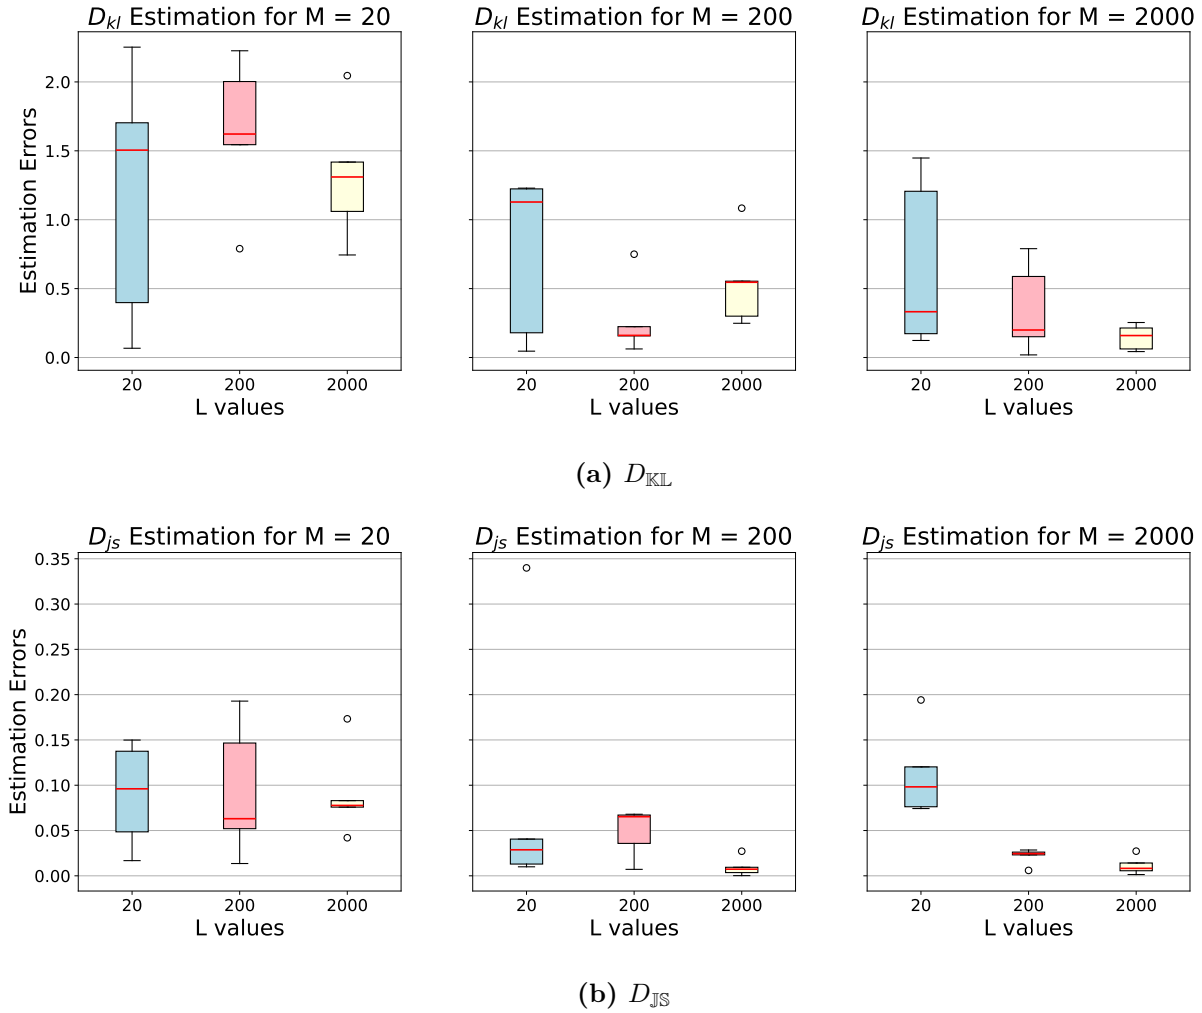 D_kl Estimation for M = 20
D_kl Estimation for M = 200
D_kl Estimation for M = 2000
Estimation Errors
2.0
1.5
1.0
0.5
0.0
20 200 2000
20 200 2000
20 200 2000
L values
L values
L values
(a) D_𝕂𝕃
D_js Estimation for M = 20
D_js Estimation for M = 200
D_js Estimation for M = 2000
Estimation Errors
0.35
0.30
0.25
0.20
0.15
0.10
0.05
0.00
20 200 2000
20 200 2000
20 200 2000
L values
L values
L values
(b) D_𝕁𝕊